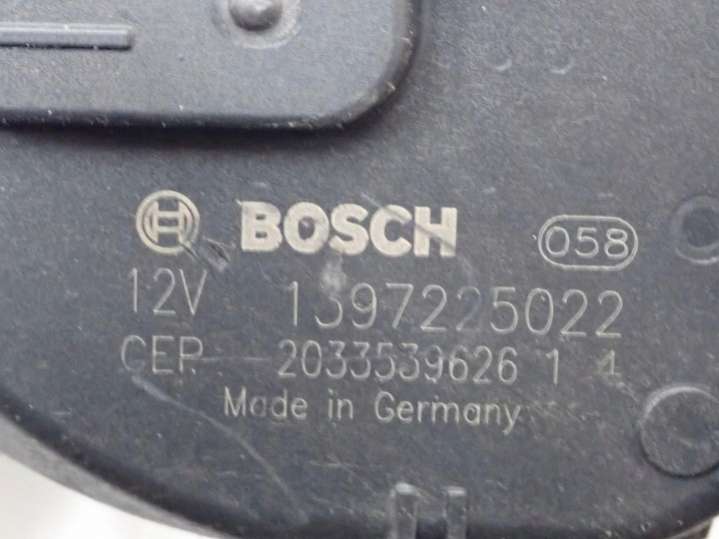 BOSCH 058
12V 1397225022
CEP 2033539626 1 4
Made in Germany